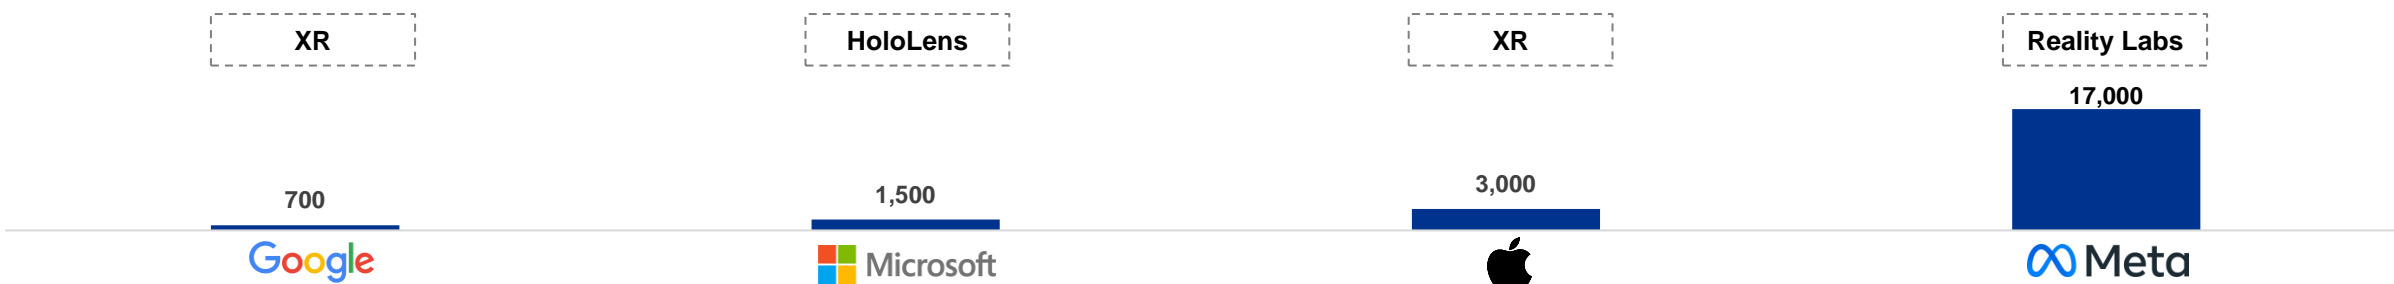 XR
HoloLens
XR
Reality Labs
17,000
3,000
1,500
700
Google
Microsoft
Meta